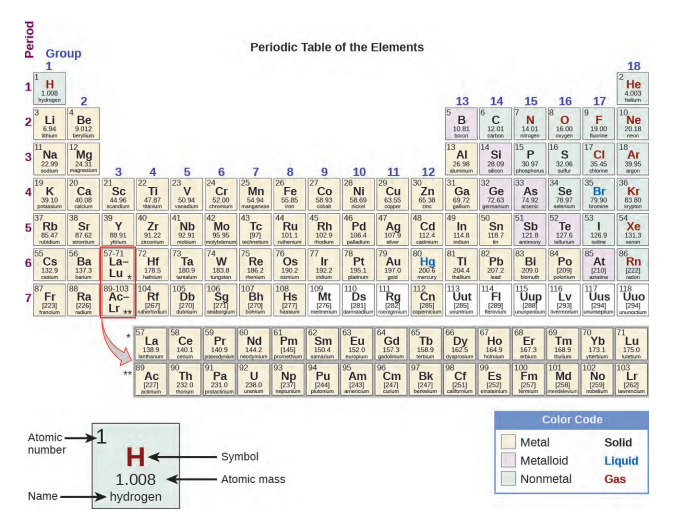 Periodic Table of the Elements
Period
Group
1 18
1 1 H 1.008 hydrogen 2 He 4.003 helium
2 13 14 15 16 17
2 3 Li 6.94 lithium 4 Be 9.012 beryllium 5 B 10.81 boron 6 C 12.01 carbon 7 N 14.01 nitrogen 8 O 16.00 oxygen 9 F 19.00 fluorine 10 Ne 20.18 neon
3 11 Na 22.99 sodium 12 Mg 24.31 magnesium 13 Al 26.98 aluminum 14 Si 28.09 silicon 15 P 30.97 phosphorus 16 S 32.06 sulfur 17 Cl 35.45 chlorine 18 Ar 39.95 argon
3 4 5 6 7 8 9 10 11 12
4 19 K 39.10 potassium 20 Ca 40.08 calcium 21 Sc 44.96 scandium 22 Ti 47.87 titanium 23 V 50.94 vanadium 24 Cr 52.00 chromium 25 Mn 54.94 manganese 26 Fe 55.85 iron 27 Co 58.93 cobalt 28 Ni 58.69 nickel 29 Cu 63.55 copper 30 Zn 65.38 zinc 31 Ga 69.72 gallium 32 Ge 72.63 germanium 33 As 74.92 arsenic 34 Se 78.97 selenium 35 Br 79.90 bromine 36 Kr 83.80 krypton
5 37 Rb 85.47 rubidium 38 Sr 87.62 strontium 39 Y 88.91 yttrium 40 Zr 91.22 zirconium 41 Nb 92.91 niobium 42 Mo 95.95 molybdenum 43 Tc [97] technetium 44 Ru 101.1 ruthenium 45 Rh 102.9 rhodium 46 Pd 106.4 palladium 47 Ag 107.9 silver 48 Cd 112.4 cadmium 49 In 114.8 indium 50 Sn 118.7 tin 51 Sb 121.8 antimony 52 Te 127.6 tellurium 53 I 126.9 iodine 54 Xe 131.3 xenon
6 55 Cs 132.9 cesium 56 Ba 137.3 barium 57-71 La– Lu * 72 Hf 178.5 hafnium 73 Ta 180.9 tantalum 74 W 183.8 tungsten 75 Re 186.2 rhenium 76 Os 190.2 osmium 77 Ir 192.2 iridium 78 Pt 195.1 platinum 79 Au 197.0 gold 80 Hg 200.6 mercury 81 Tl 204.4 thallium 82 Pb 207.2 lead 83 Bi 209.0 bismuth 84 Po [209] polonium 85 At [210] astatine 86 Rn [222] radon
7 87 Fr [223] francium 88 Ra [226] radium 89-103 Ac– Lr ** 104 Rf [267] rutherfordium 105 Db [270] dubnium 106 Sg [271] seaborgium 107 Bh [270] bohrium 108 Hs [277] hassium 109 Mt [276] meitnerium 110 Ds [281] darmstadtium 111 Rg [282] roentgenium 112 Cn [285] copernicium 113 Uut [285] ununtrium 114 Fl [289] flerovium 115 Uup [288] ununpentium 116 Lv [293] livermorium 117 Uus [294] ununseptium 118 Uuo [294] ununoctium
* 57 La 138.9 lanthanum 58 Ce 140.1 cerium 59 Pr 140.9 praseodymium 60 Nd 144.2 neodymium 61 Pm [145] promethium 62 Sm 150.4 samarium 63 Eu 152.0 europium 64 Gd 157.3 gadolinium 65 Tb 158.9 terbium 66 Dy 162.5 dysprosium 67 Ho 164.9 holmium 68 Er 167.3 erbium 69 Tm 168.9 thulium 70 Yb 173.1 ytterbium 71 Lu 175.0 lutetium
** 89 Ac [227] actinium 90 Th 232.0 thorium 91 Pa 231.0 protactinium 92 U 238.0 uranium 93 Np [237] neptunium 94 Pu [244] plutonium 95 Am [243] americium 96 Cm [247] curium 97 Bk [247] berkelium 98 Cf [251] californium 99 Es [252] einsteinium 100 Fm [257] fermium 101 Md [258] mendelevium 102 No [259] nobelium 103 Lr [262] lawrencium
Color Code
Metal Solid
Metalloid Liquid
Nonmetal Gas
Atomic number
1
H Symbol
1.008 Atomic mass
Name hydrogen